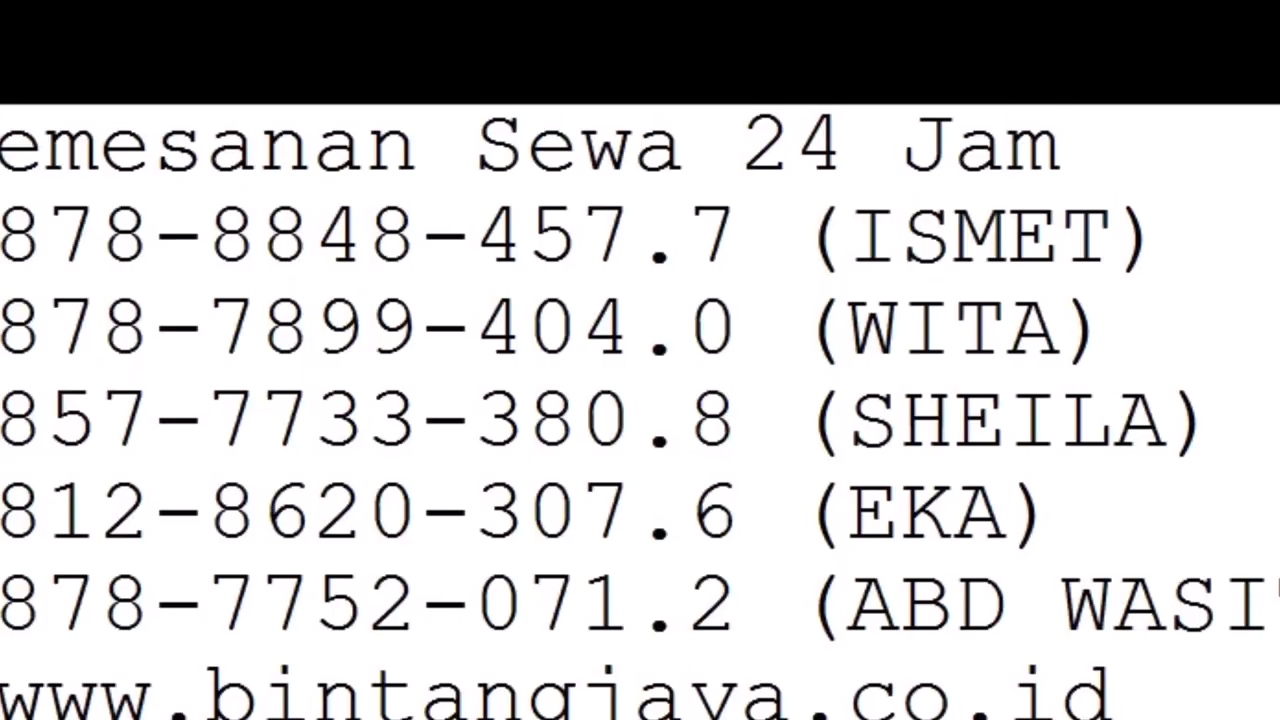 emesanan Sewa 24 Jam
878-8848-457.7 (ISMET)
878-7899-404.0 (WITA)
857-7733-380.8 (SHEILA)
812-8620-307.6 (EKA)
878-7752-071.2 (ABD WASI
www.bintangjava.co.id